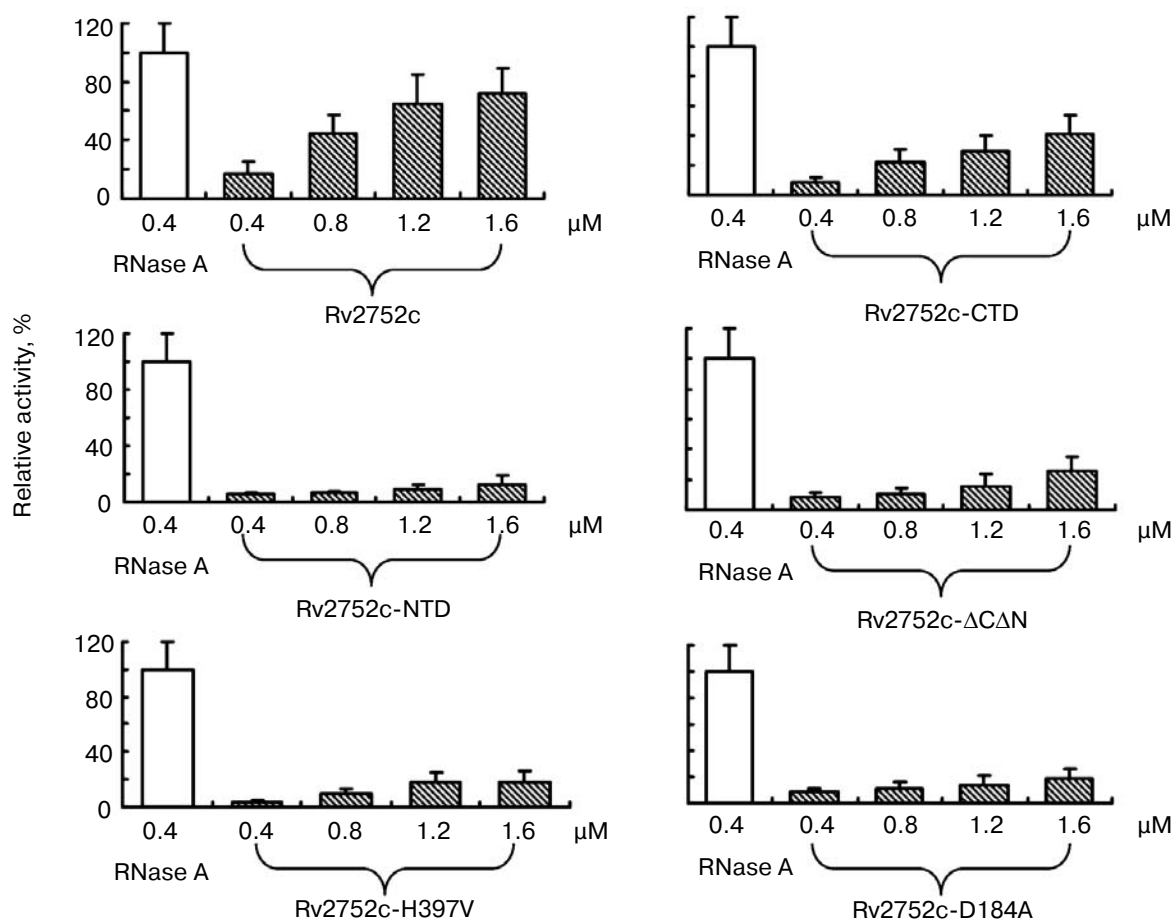 Relative activity, %
120
80
40
0
0.4 0.4 0.8 1.2 1.6 μM
RNase A
Rv2752c
0.4 0.4 0.8 1.2 1.6 μM
RNase A
Rv2752c-CTD
120
80
40
0
0.4 0.4 0.8 1.2 1.6 μM
RNase A
Rv2752c-NTD
0.4 0.4 0.8 1.2 1.6 μM
RNase A
Rv2752c-ΔCΔN
120
80
40
0
0.4 0.4 0.8 1.2 1.6 μM
RNase A
Rv2752c-H397V
0.4 0.4 0.8 1.2 1.6 μM
RNase A
Rv2752c-D184A